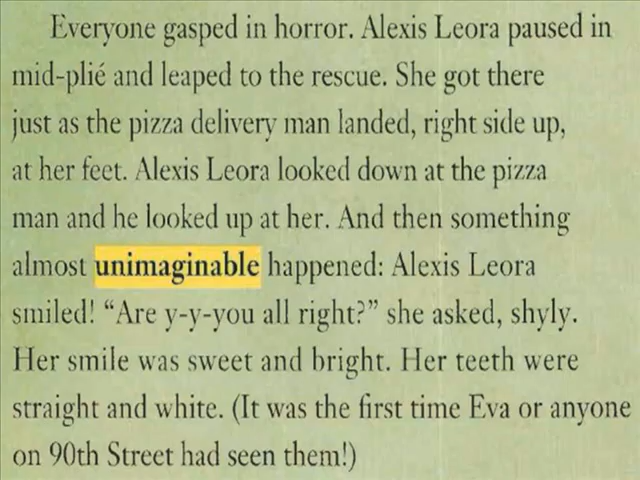 Everyone gasped in horror. Alexis Leora paused in
mid-plié and leaped to the rescue. She got there
just as the pizza delivery man landed, right side up,
at her feet. Alexis Leora looked down at the pizza
man and he looked up at her. And then something
almost unimaginable happened: Alexis Leora
smiled! “Are y-y-you all right?” she asked, shyly.
Her smile was sweet and bright. Her teeth were
straight and white. (It was the first time Eva or anyone
on 90th Street had seen them!)